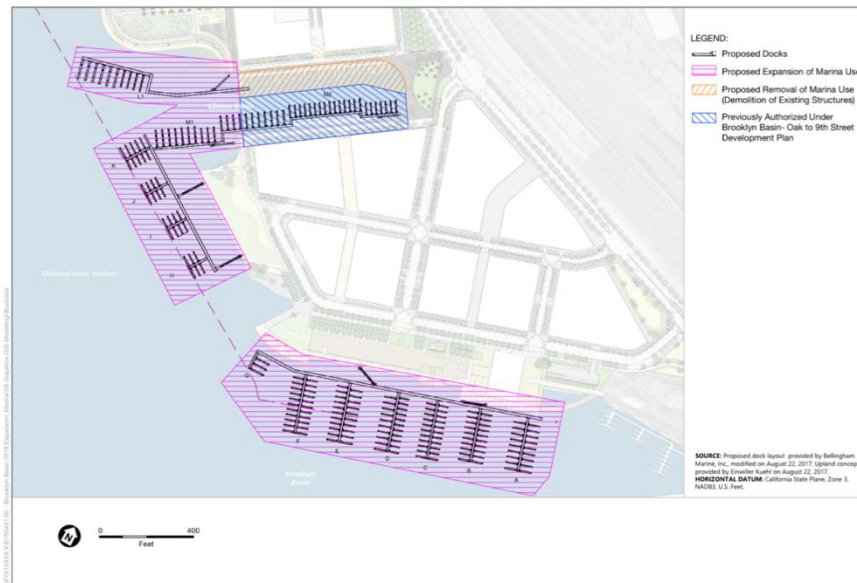 LEGEND:
Proposed Docks
Proposed Expansion of Marina Use
Proposed Removal of Marina Use
(Demolition of Existing Structures)
Previously Authorized Under
Brooklyn Basin- Oak to 9th Street
Development Plan
L1
M2
M1
K
J
I
H
Oakland Inner Harbor
G
F
E
D
C
B
A
Brooklyn
Basin
SOURCE: Proposed dock layout provided by Bellingham
Marine, Inc., modified on August 22, 2017. Upland concept
provided by Einwiller Kuehl on August 22, 2017.
HORIZONTAL DATUM: California State Plane, Zone 3,
NAD83, U.S. Feet.
N
0 400
Feet